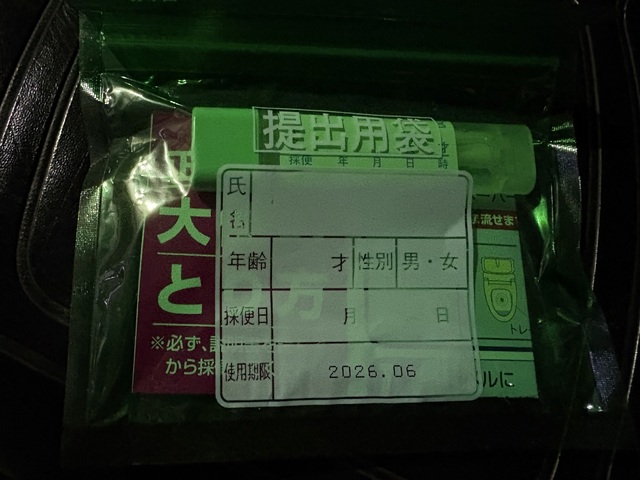 提出用袋
採便 年 月 日 時
氏名
年齢 才 性別 男・女
採便日 月 日
使用期限 2026.06
大
と
※必ず、
から採
流せま
トレ
ルに